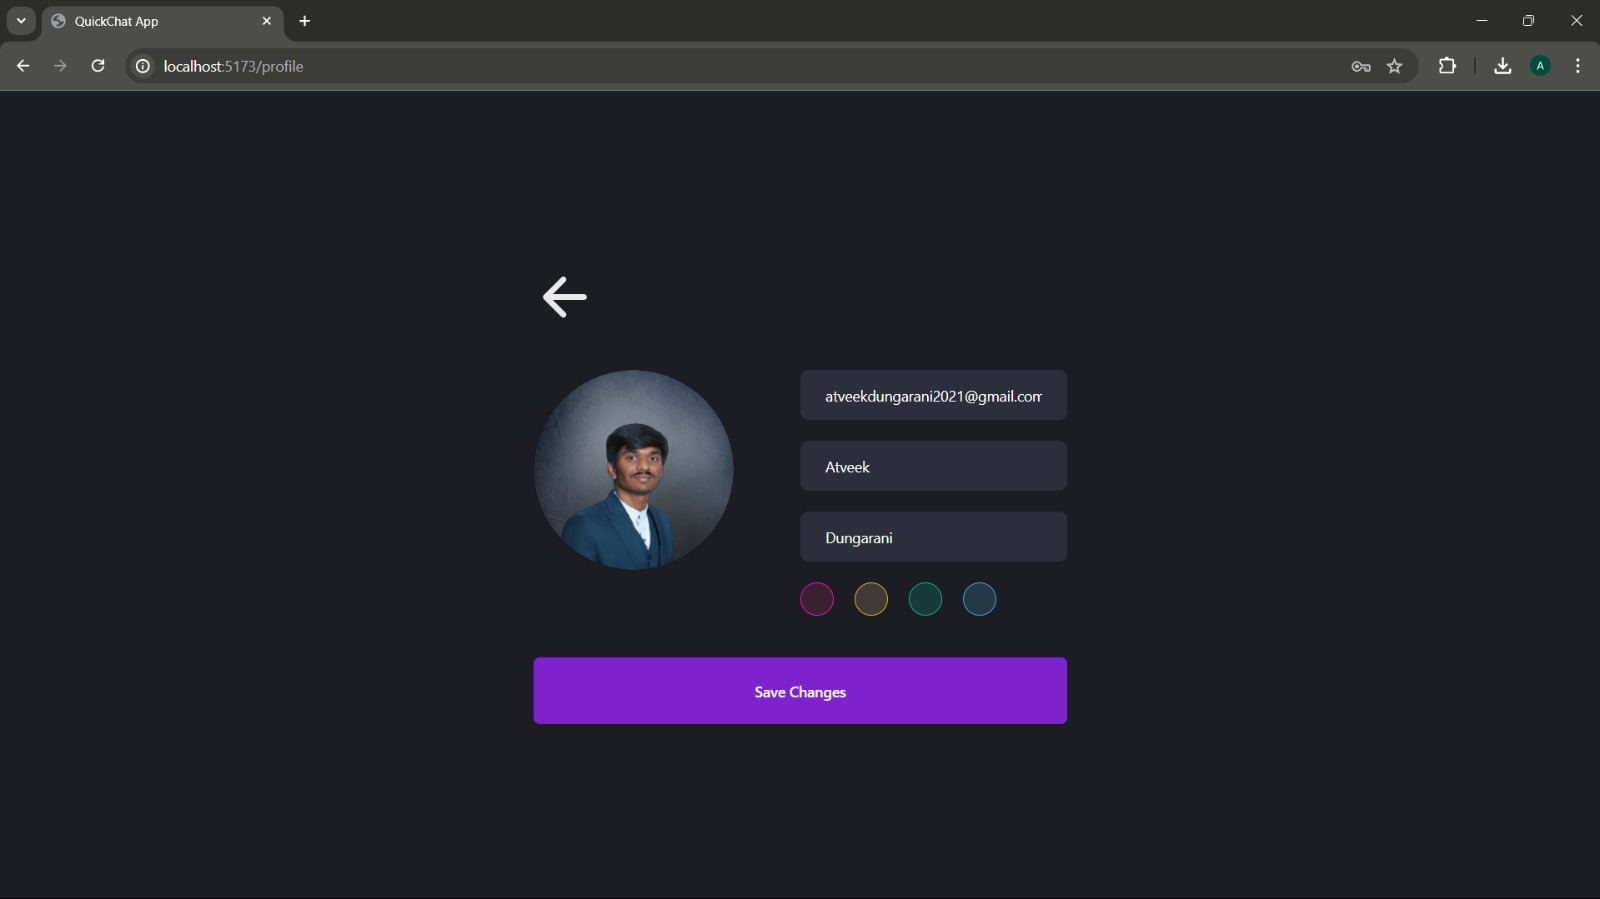 QuickChat App
localhost:5173/profile
A
atveekdungarani2021@gmail.com
Atveek
Dungarani
Save Changes